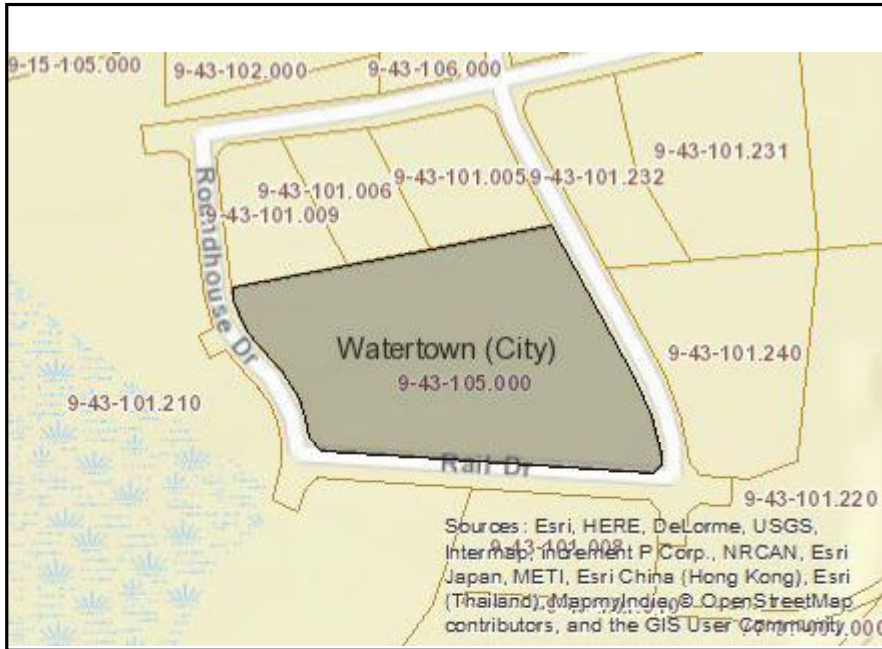 9-15-105.000
9-43-102.000
9-43-106.000
9-43-101.231
9-43-101.006
9-43-101.005
9-43-101.232
9-43-101.009
Roundhouse Dr
Watertown (City)
9-43-105.000
9-43-101.240
9-43-101.210
Rail Dr
9-43-101.220
9-43-101.008
Sources: Esri, HERE, DeLorme, USGS,
Intermap, increment P Corp., NRCAN, Esri
Japan, METI, Esri China (Hong Kong), Esri
(Thailand), MapmyIndia, © OpenStreetMap
contributors, and the GIS User Community